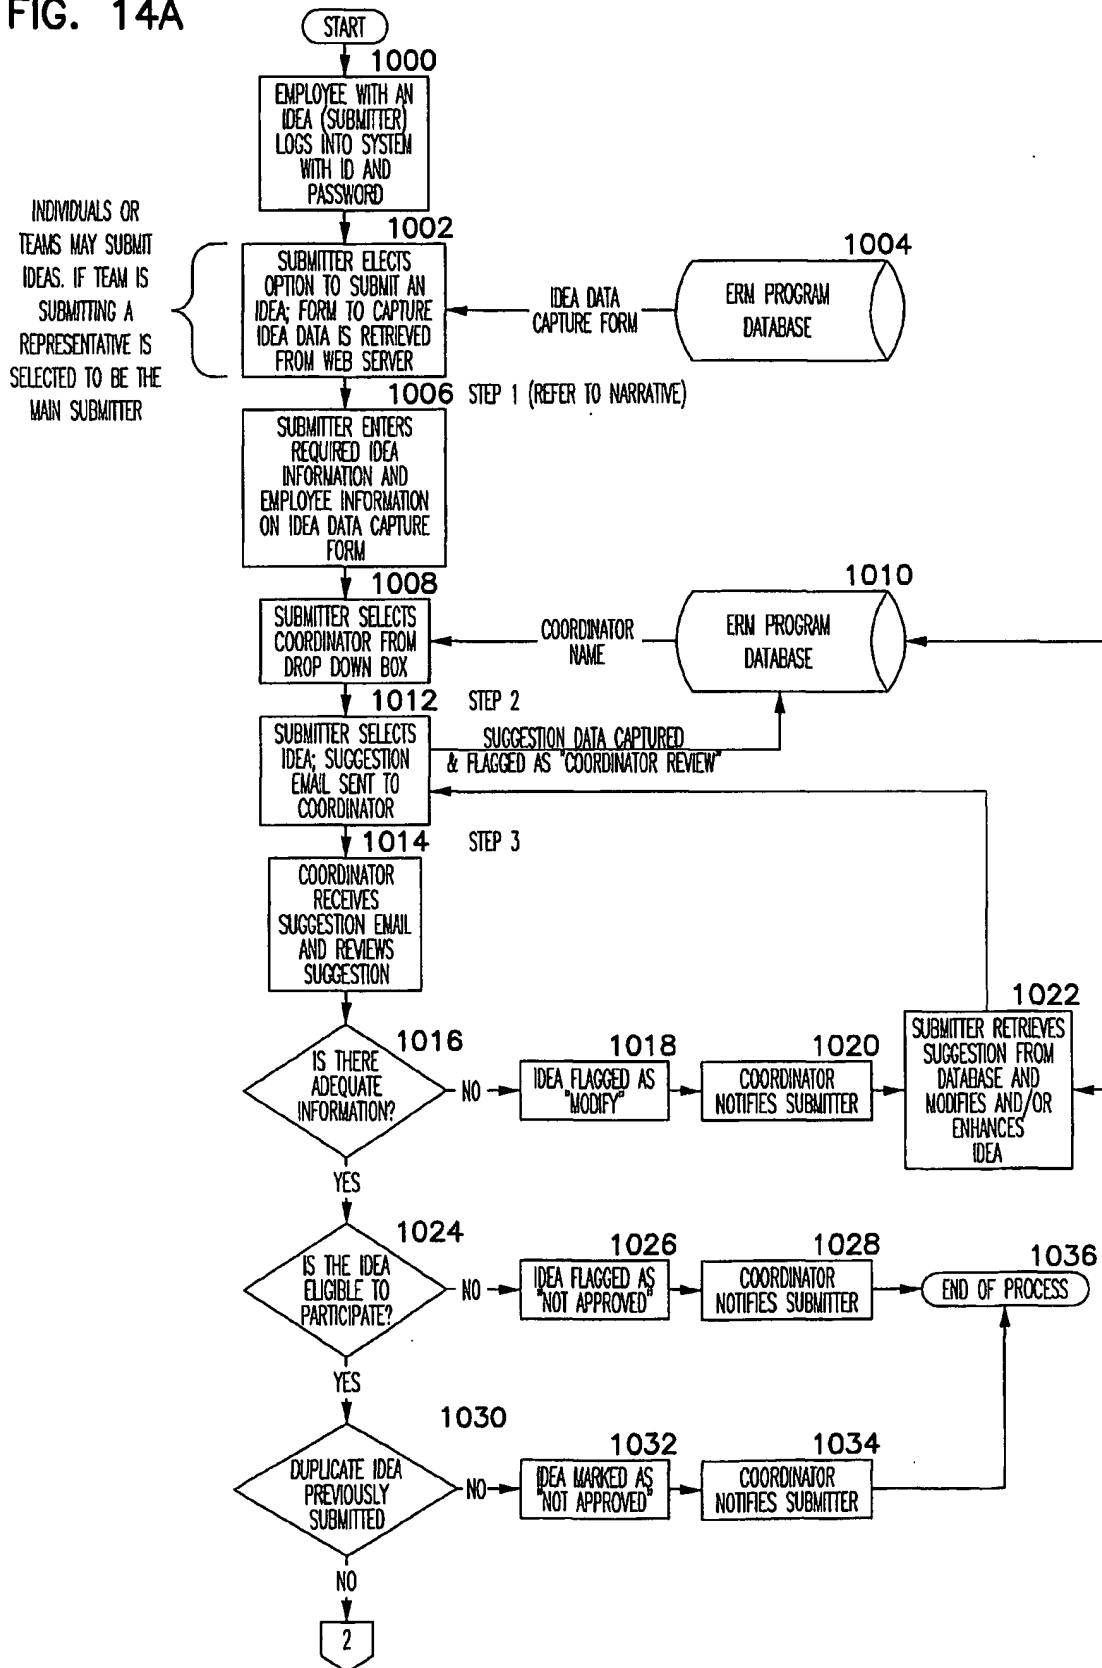 FIG. 14A
START
1000
EMPLOYEE WITH AN
IDEA (SUBMITTER)
LOGS INTO SYSTEM
WITH ID AND
PASSWORD
INDIVIDUALS OR
TEAMS MAY SUBMIT
IDEAS. IF TEAM IS
SUBMITTING A
REPRESENTATIVE IS
SELECTED TO BE THE
MAIN SUBMITTER
1002
SUBMITTER ELECTS
OPTION TO SUBMIT AN
IDEA; FORM TO CAPTURE
IDEA DATA IS RETRIEVED
FROM WEB SERVER
IDEA DATA
CAPTURE FORM
1004
ERM PROGRAM
DATABASE
1006
STEP 1 (REFER TO NARRATIVE)
SUBMITTER ENTERS
REQUIRED IDEA
INFORMATION AND
EMPLOYEE INFORMATION
ON IDEA DATA CAPTURE
FORM
1008
SUBMITTER SELECTS
COORDINATOR FROM
DROP DOWN BOX
COORDINATOR
NAME
1010
ERM PROGRAM
DATABASE
1012
STEP 2
SUBMITTER SELECTS
IDEA; SUGGESTION
EMAIL SENT TO
COORDINATOR
SUGGESTION DATA CAPTURED
& FLAGGED AS "COORDINATOR REVIEW"
1014
STEP 3
COORDINATOR
RECEIVES
SUGGESTION EMAIL
AND REVIEWS
SUGGESTION
1016
IS THERE
ADEQUATE
INFORMATION?
NO
1018
IDEA FLAGGED AS
"MODIFY"
1020
COORDINATOR
NOTIFIES SUBMITTER
1022
SUBMITTER RETRIEVES
SUGGESTION FROM
DATABASE AND
MODIFIES AND/OR
ENHANCES
IDEA
YES
1024
IS THE IDEA
ELIGIBLE TO
PARTICIPATE?
NO
1026
IDEA FLAGGED AS
"NOT APPROVED"
1028
COORDINATOR
NOTIFIES SUBMITTER
1036
END OF PROCESS
YES
1030
DUPLICATE IDEA
PREVIOUSLY
SUBMITTED
NO
1032
IDEA MARKED AS
"NOT APPROVED"
1034
COORDINATOR
NOTIFIES SUBMITTER
NO
2